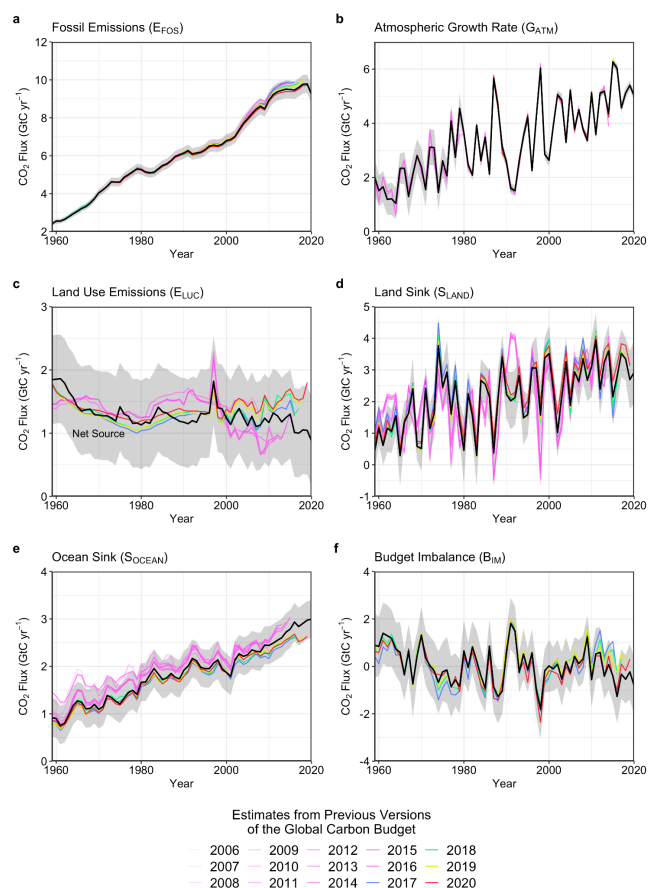 a Fossil Emissions (EFOS)
12
10
8
6
4
2
CO2 Flux (GtC yr−1)
1960 1980 2000 2020
Year
b Atmospheric Growth Rate (GATM)
6
4
2
0
CO2 Flux (GtC yr−1)
1960 1980 2000 2020
Year
c Land Use Emissions (ELUC)
3
2
1
0
CO2 Flux (GtC yr−1)
Net Source
1960 1980 2000 2020
Year
d Land Sink (SLAND)
5
4
3
2
1
0
-1
CO2 Flux (GtC yr−1)
1960 1980 2000 2020
Year
e Ocean Sink (SOCEAN)
4
3
2
1
0
CO2 Flux (GtC yr−1)
1960 1980 2000 2020
Year
f Budget Imbalance (BIM)
4
2
0
-2
-4
CO2 Flux (GtC yr−1)
1960 1980 2000 2020
Year
Estimates from Previous Versions
of the Global Carbon Budget
2006 2009 2012 2015 2018
2007 2010 2013 2016 2019
2008 2011 2014 2017 2020